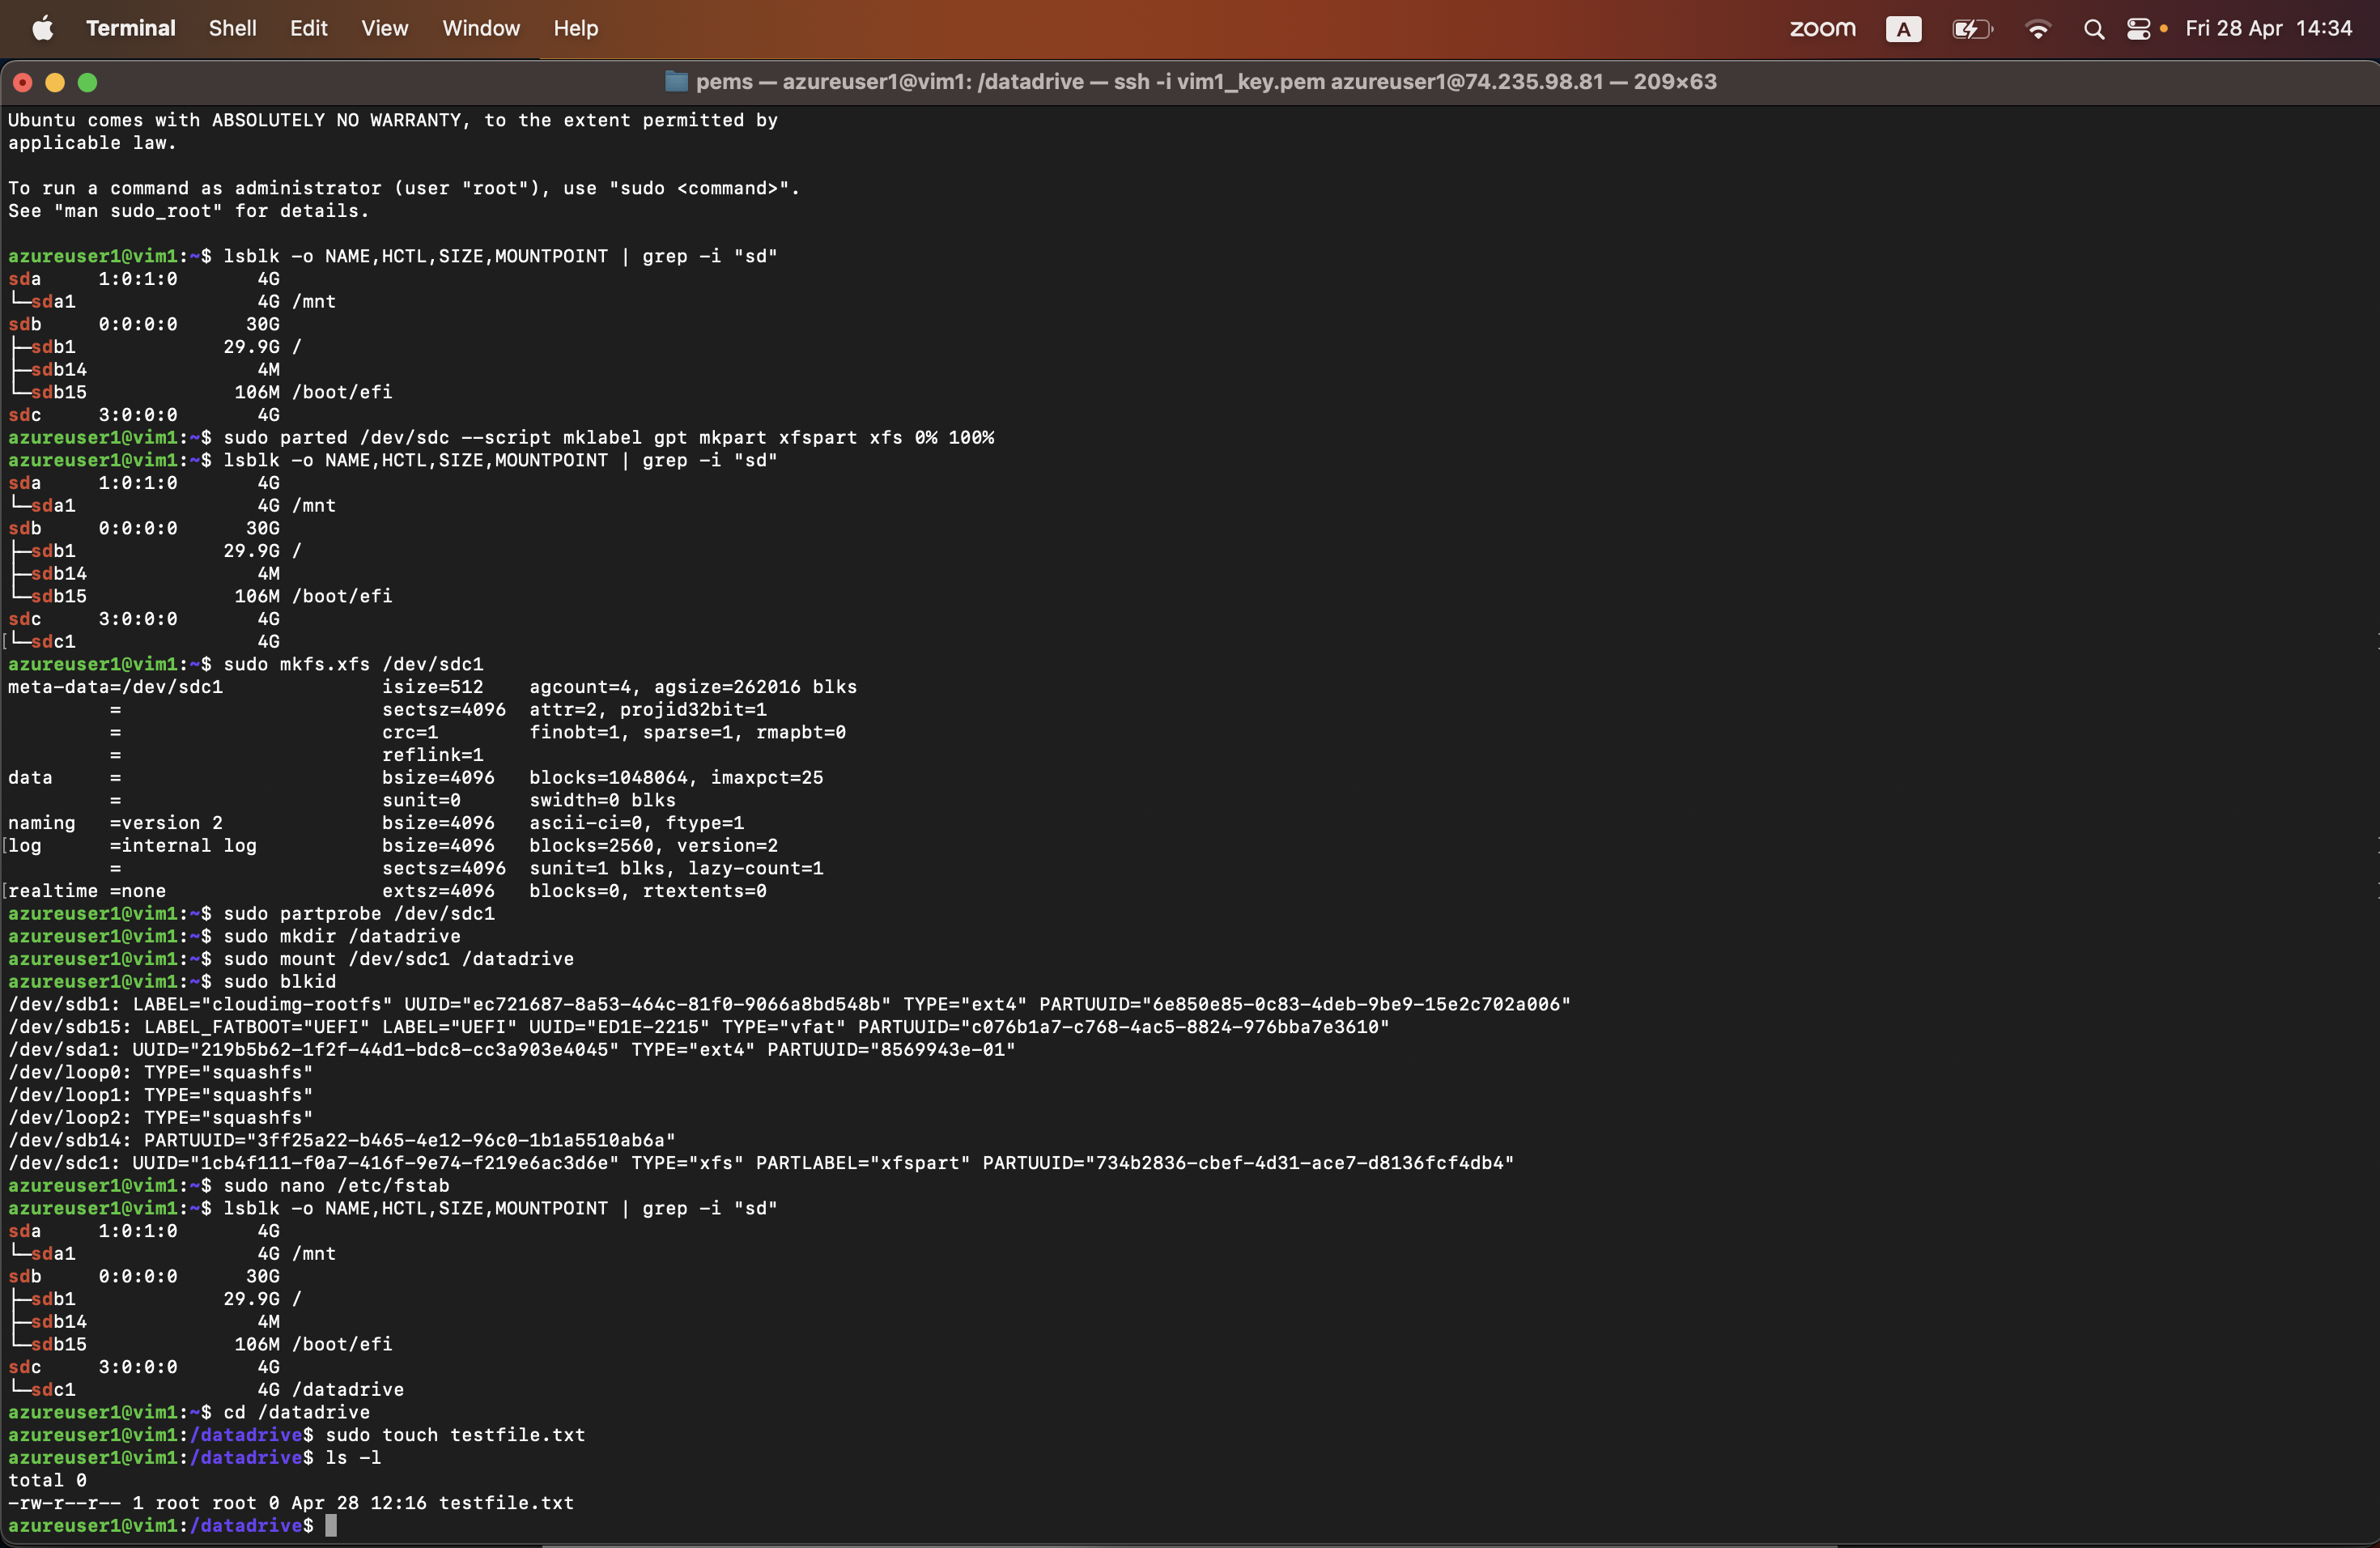 Terminal Shell Edit View Window Help zoom A Fri 28 Apr 14:34
pems — azureuser1@vim1: /datadrive — ssh -i vim1_key.pem azureuser1@74.235.98.81 — 209×63
Ubuntu comes with ABSOLUTELY NO WARRANTY, to the extent permitted by
applicable law.
To run a command as administrator (user "root"), use "sudo <command>".
See "man sudo_root" for details.
azureuser1@vim1:~$ lsblk -o NAME,HCTL,SIZE,MOUNTPOINT | grep -i "sd"
sda     1:0:1:0       4G
└─sda1                4G /mnt
sdb     0:0:0:0      30G
├─sdb1             29.9G /
├─sdb14               4M
└─sdb15             106M /boot/efi
sdc     3:0:0:0       4G
azureuser1@vim1:~$ sudo parted /dev/sdc --script mklabel gpt mkpart xfspart xfs 0% 100%
azureuser1@vim1:~$ lsblk -o NAME,HCTL,SIZE,MOUNTPOINT | grep -i "sd"
sda     1:0:1:0       4G
└─sda1                4G /mnt
sdb     0:0:0:0      30G
├─sdb1             29.9G /
├─sdb14               4M
└─sdb15             106M /boot/efi
sdc     3:0:0:0       4G
└─sdc1                4G
azureuser1@vim1:~$ sudo mkfs.xfs /dev/sdc1
meta-data=/dev/sdc1              isize=512    agcount=4, agsize=262016 blks
         =                       sectsz=4096  attr=2, projid32bit=1
         =                       crc=1        finobt=1, sparse=1, rmapbt=0
         =                       reflink=1
data     =                       bsize=4096   blocks=1048064, imaxpct=25
         =                       sunit=0      swidth=0 blks
naming   =version 2              bsize=4096   ascii-ci=0, ftype=1
log      =internal log           bsize=4096   blocks=2560, version=2
         =                       sectsz=4096  sunit=1 blks, lazy-count=1
realtime =none                   extsz=4096   blocks=0, rtextents=0
azureuser1@vim1:~$ sudo partprobe /dev/sdc1
azureuser1@vim1:~$ sudo mkdir /datadrive
azureuser1@vim1:~$ sudo mount /dev/sdc1 /datadrive
azureuser1@vim1:~$ sudo blkid
/dev/sdb1: LABEL="cloudimg-rootfs" UUID="ec721687-8a53-464c-81f0-9066a8bd548b" TYPE="ext4" PARTUUID="6e850e85-0c83-4deb-9be9-15e2c702a006"
/dev/sdb15: LABEL_FATBOOT="UEFI" LABEL="UEFI" UUID="ED1E-2215" TYPE="vfat" PARTUUID="c076b1a7-c768-4ac5-8824-976bba7e3610"
/dev/sda1: UUID="219b5b62-1f2f-44d1-bdc8-cc3a903e4045" TYPE="ext4" PARTUUID="8569943e-01"
/dev/loop0: TYPE="squashfs"
/dev/loop1: TYPE="squashfs"
/dev/loop2: TYPE="squashfs"
/dev/sdb14: PARTUUID="3ff25a22-b465-4e12-96c0-1b1a5510ab6a"
/dev/sdc1: UUID="1cb4f111-f0a7-416f-9e74-f219e6ac3d6e" TYPE="xfs" PARTLABEL="xfspart" PARTUUID="734b2836-cbef-4d31-ace7-d8136fcf4db4"
azureuser1@vim1:~$ sudo nano /etc/fstab
azureuser1@vim1:~$ lsblk -o NAME,HCTL,SIZE,MOUNTPOINT | grep -i "sd"
sda     1:0:1:0       4G
└─sda1                4G /mnt
sdb     0:0:0:0      30G
├─sdb1             29.9G /
├─sdb14               4M
└─sdb15             106M /boot/efi
sdc     3:0:0:0       4G
└─sdc1                4G /datadrive
azureuser1@vim1:~$ cd /datadrive
azureuser1@vim1:/datadrive$ sudo touch testfile.txt
azureuser1@vim1:/datadrive$ ls -l
total 0
-rw-r--r-- 1 root root 0 Apr 28 12:16 testfile.txt
azureuser1@vim1:/datadrive$